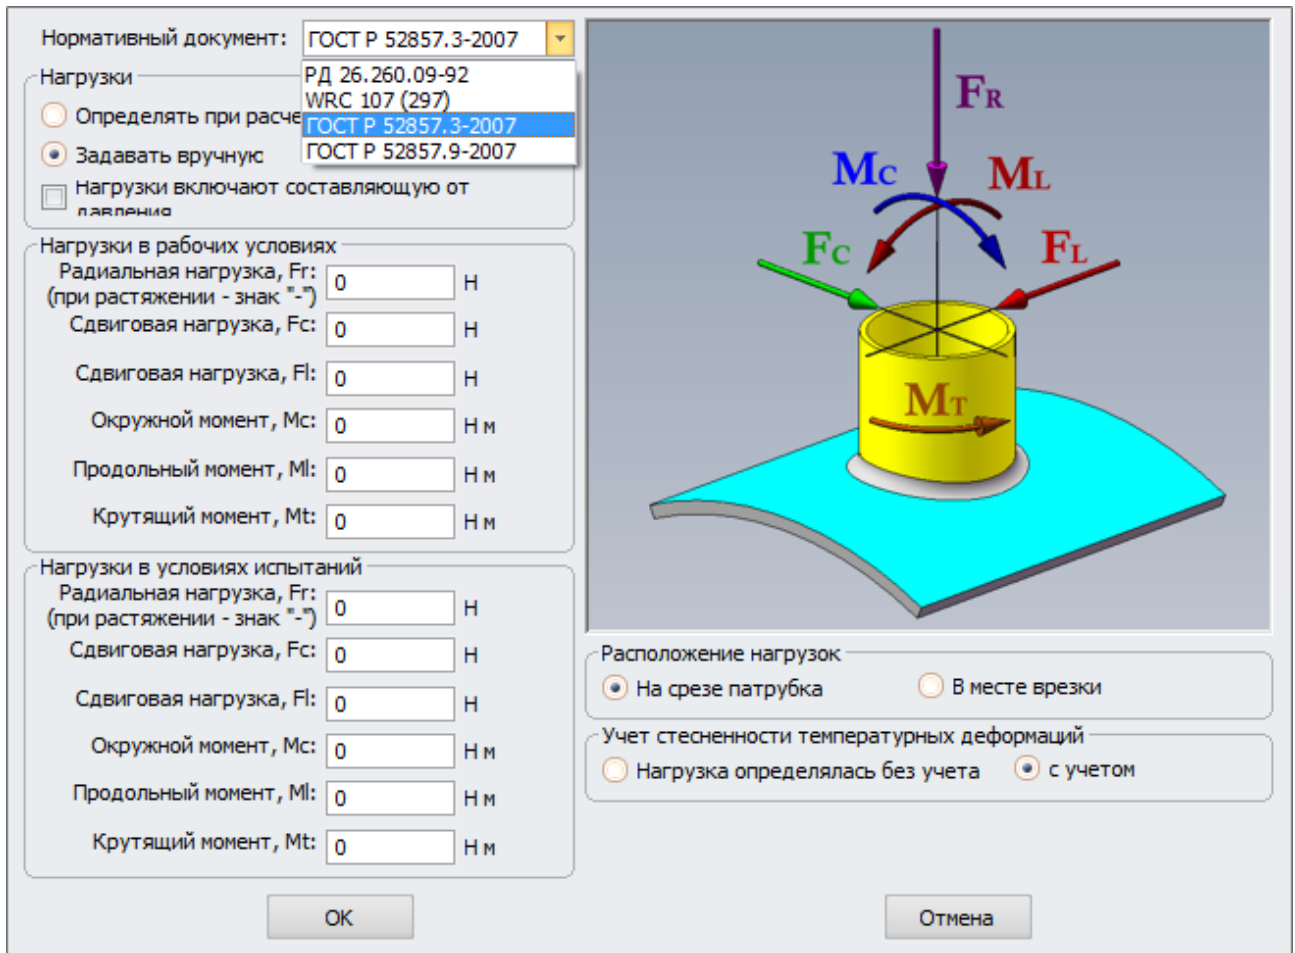 Нормативный документ: ГОСТ Р 52857.3-2007
РД 26.260.09-92
WRC 107 (297)
ГОСТ Р 52857.3-2007
ГОСТ Р 52857.9-2007
Нагрузки
Определять при расче
Задавать вручную
Нагрузки включают составляющую от
давления
Нагрузки в рабочих условиях
Радиальная нагрузка, Fr:
(при растяжении - знак "-") 0 Н
Сдвиговая нагрузка, Fc: 0 Н
Сдвиговая нагрузка, Fl: 0 Н
Окружной момент, Mc: 0 Н м
Продольный момент, Ml: 0 Н м
Крутящий момент, Mt: 0 Н м
Нагрузки в условиях испытаний
Радиальная нагрузка, Fr:
(при растяжении - знак "-") 0 Н
Сдвиговая нагрузка, Fc: 0 Н
Сдвиговая нагрузка, Fl: 0 Н
Окружной момент, Mc: 0 Н м
Продольный момент, Ml: 0 Н м
Крутящий момент, Mt: 0 Н м
FR
MC ML
FC FL
MT
Расположение нагрузок
На срезе патрубка В месте врезки
Учет стесненности температурных деформаций
Нагрузка определялась без учета с учетом
OK Отмена